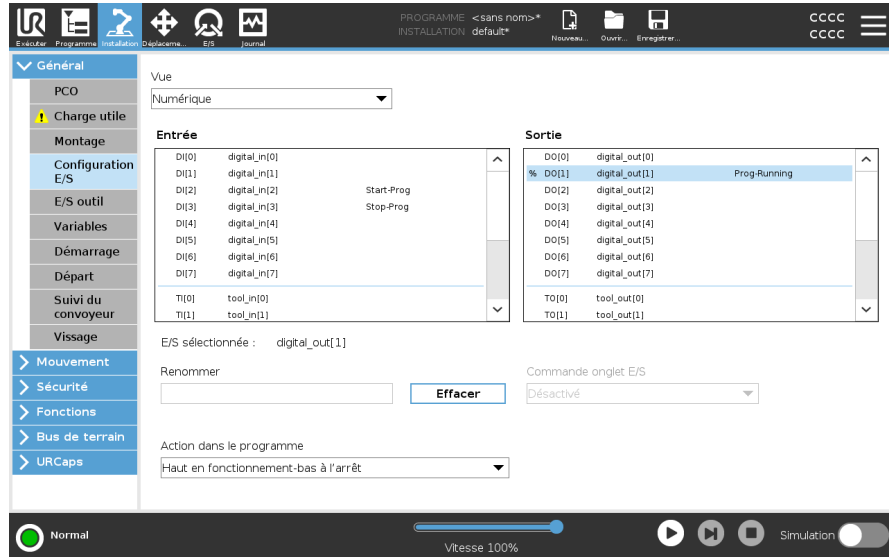 UR
Exécuter
Programme
Installation
Déplaceme...
E/S
Journal
PROGRAMME <sans nom>*
INSTALLATION default*
Nouveau...
Ouvrir...
Enregistrer...
CCCC
CCCC
Général
PCO
Charge utile
Montage
Configuration
E/S
E/S outil
Variables
Démarrage
Départ
Suivi du
convoyeur
Vissage
Mouvement
Sécurité
Fonctions
Bus de terrain
URCaps
Vue
Numérique
Entrée
DI[0] digital_in[0]
DI[1] digital_in[1]
DI[2] digital_in[2] Start-Prog
DI[3] digital_in[3] Stop-Prog
DI[4] digital_in[4]
DI[5] digital_in[5]
DI[6] digital_in[6]
DI[7] digital_in[7]
TI[0] tool_in[0]
TI[1] tool_in[1]
Sortie
DO[0] digital_out[0]
% DO[1] digital_out[1] Prog-Running
DO[2] digital_out[2]
DO[3] digital_out[3]
DO[4] digital_out[4]
DO[5] digital_out[5]
DO[6] digital_out[6]
DO[7] digital_out[7]
TO[0] tool_out[0]
TO[1] tool_out[1]
E/S sélectionnée : digital_out[1]
Renommer
Effacer
Commande onglet E/S
Désactivé
Action dans le programme
Haut en fonctionnement-bas à l'arrêt
Normal
Vitesse 100%
Simulation